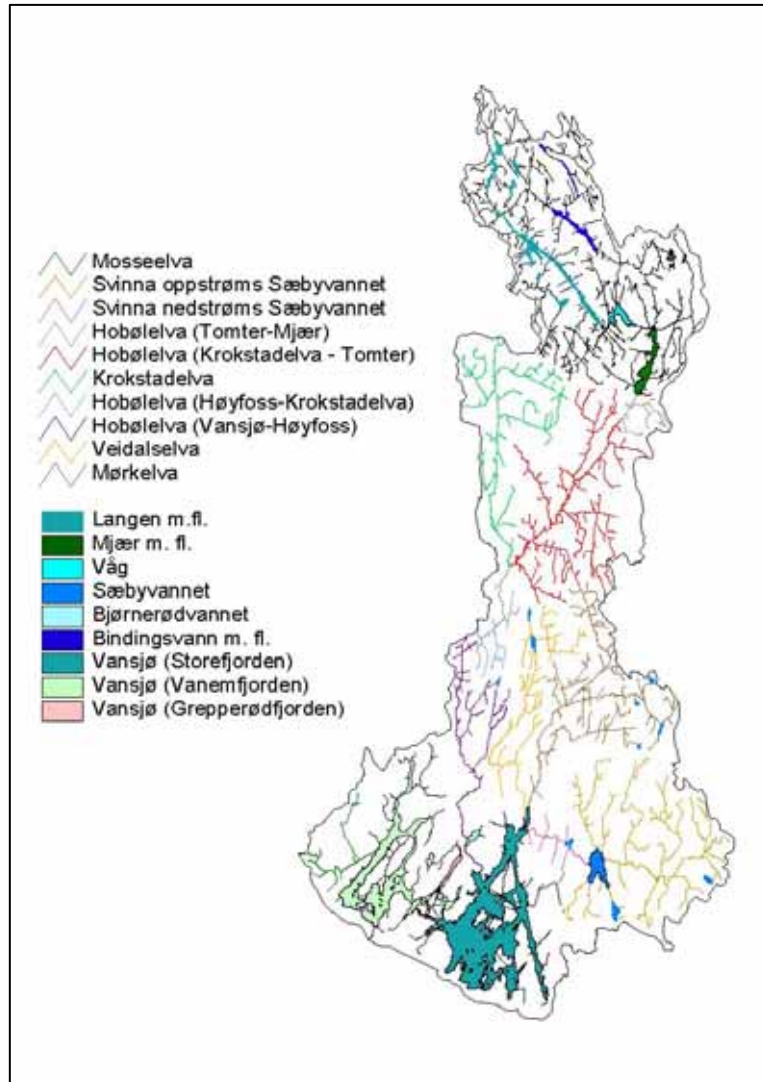 Mosseelva
Svinna oppstrøms Sæbyvannet
Svinna nedstrøms Sæbyvannet
Hobølelva (Tomter-Mjær)
Hobølelva (Krokstadelva - Tomter)
Krokstadelva
Hobølelva (Høyfoss-Krokstadelva)
Hobølelva (Vansjø-Høyfoss)
Veidalselva
Mørkelva
Langen m.fl.
Mjær m. fl.
Våg
Sæbyvannet
Bjørnerødvannet
Bindingsvann m. fl.
Vansjø (Storefjorden)
Vansjø (Vanemfjorden)
Vansjø (Grepperødfjorden)